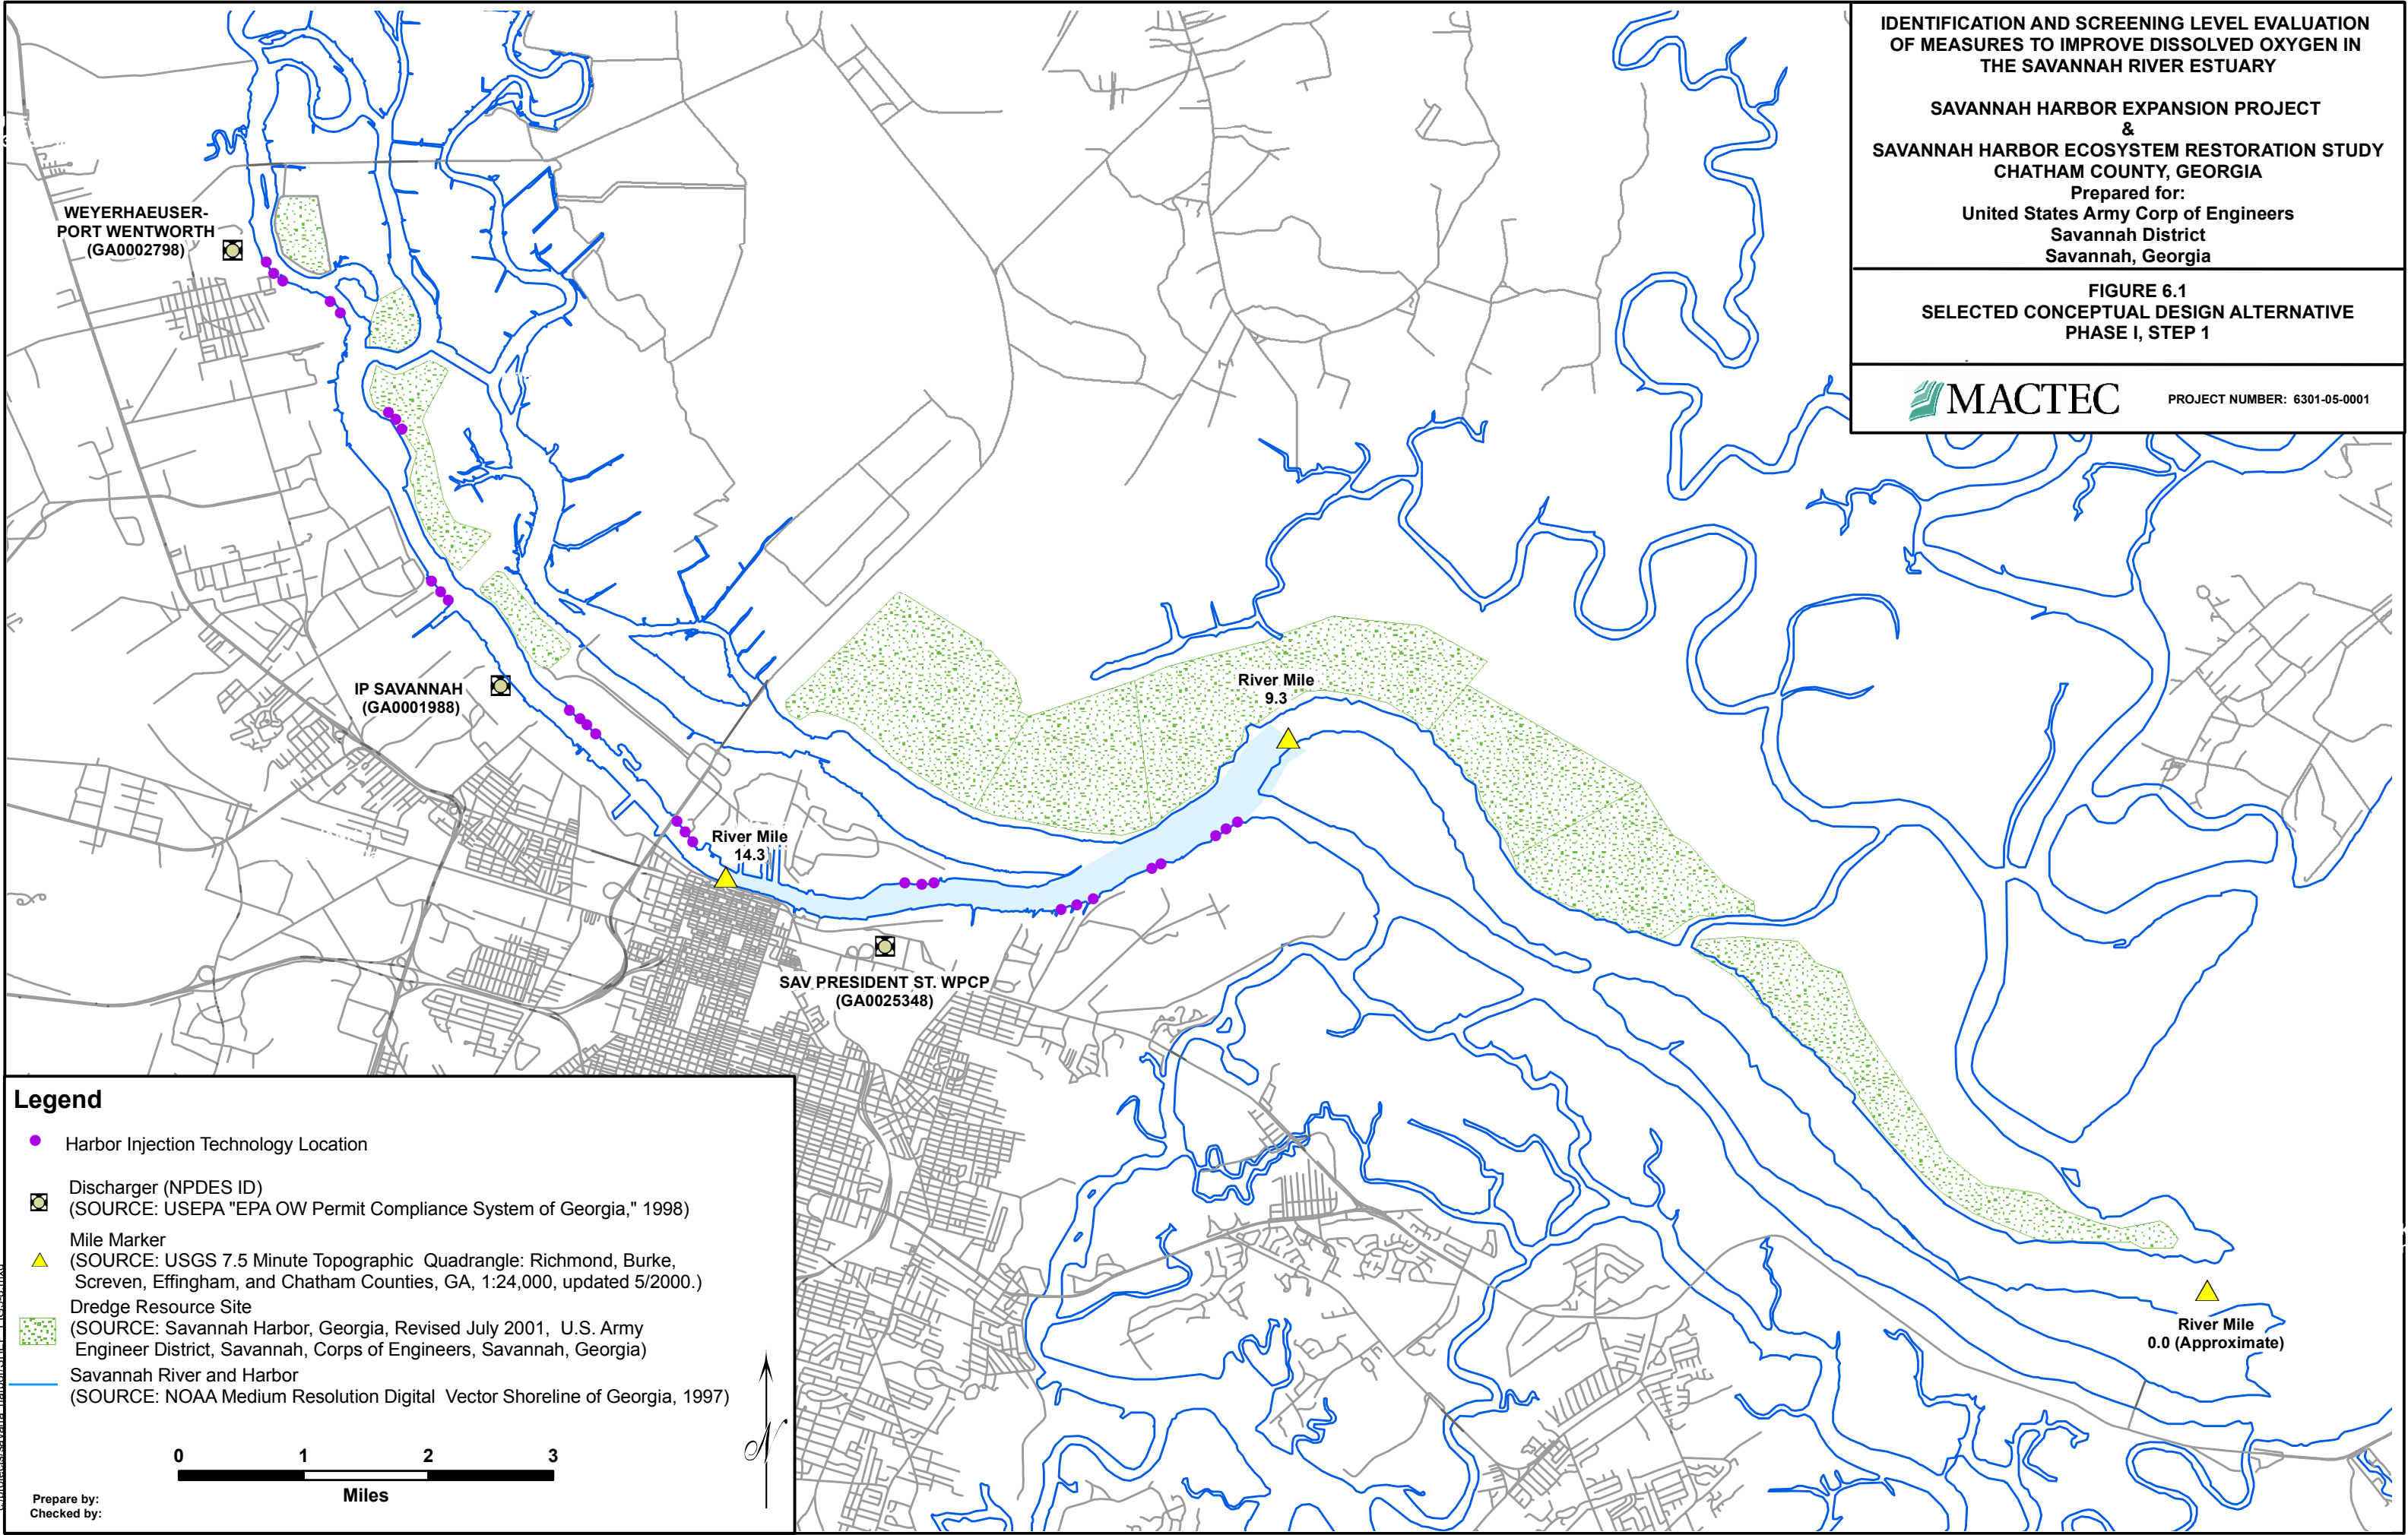 IDENTIFICATION AND SCREENING LEVEL EVALUATION
OF MEASURES TO IMPROVE DISSOLVED OXYGEN IN
THE SAVANNAH RIVER ESTUARY
SAVANNAH HARBOR EXPANSION PROJECT
&
SAVANNAH HARBOR ECOSYSTEM RESTORATION STUDY
CHATHAM COUNTY, GEORGIA
Prepared for:
United States Army Corp of Engineers
Savannah District
Savannah, Georgia
FIGURE 6.1
SELECTED CONCEPTUAL DESIGN ALTERNATIVE
PHASE I, STEP 1
MACTEC
PROJECT NUMBER: 6301-05-0001
WEYERHAEUSER-
PORT WENTWORTH
(GA0002798)
IP SAVANNAH
(GA0001988)
River Mile
9.3
River Mile
14.3
SAV PRESIDENT ST. WPCP
(GA0025348)
River Mile
0.0 (Approximate)
Legend
Harbor Injection Technology Location
Discharger (NPDES ID)
(SOURCE: USEPA "EPA OW Permit Compliance System of Georgia," 1998)
Mile Marker
(SOURCE: USGS 7.5 Minute Topographic Quadrangle: Richmond, Burke,
Screven, Effingham, and Chatham Counties, GA, 1:24,000, updated 5/2000.)
Dredge Resource Site
(SOURCE: Savannah Harbor, Georgia, Revised July 2001, U.S. Army
Engineer District, Savannah, Corps of Engineers, Savannah, Georgia)
Savannah River and Harbor
(SOURCE: NOAA Medium Resolution Digital Vector Shoreline of Georgia, 1997)
0 1 2 3
Miles
N
Prepare by:
Checked by: